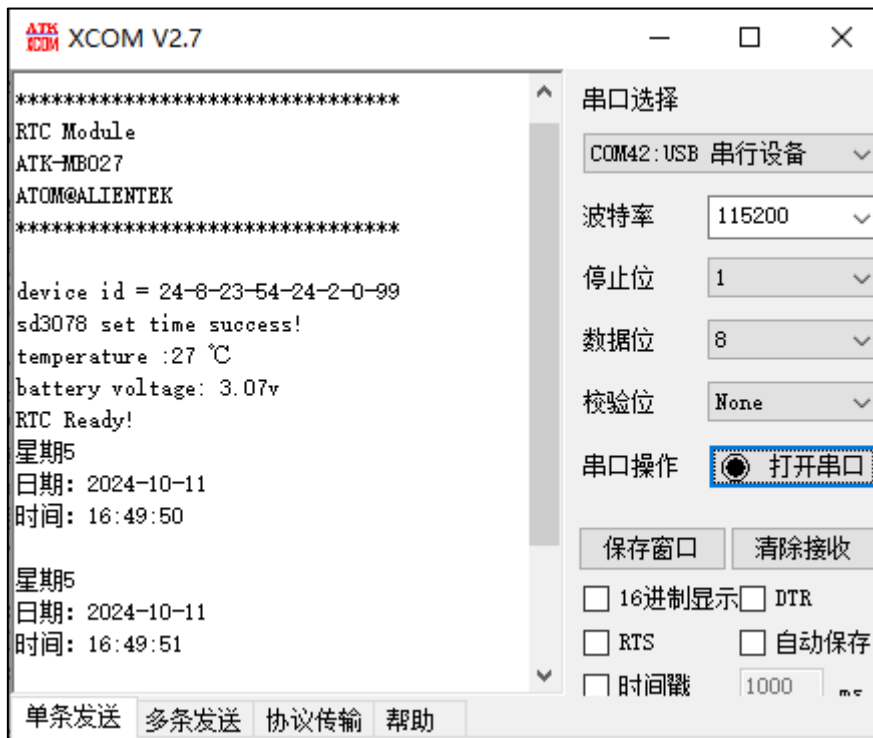 ATK
XCOM
XCOM V2.7
********************************
RTC Module
ATK-MB027
ATOM@ALIENTEK
********************************
device id = 24-8-23-54-24-2-0-99
sd3078 set time success!
temperature :27 ℃
battery voltage: 3.07v
RTC Ready!
星期5
日期: 2024-10-11
时间: 16:49:50
星期5
日期: 2024-10-11
时间: 16:49:51
串口选择
COM42:USB 串行设备
波特率 115200
停止位 1
数据位 8
校验位 None
串口操作 打开串口
保存窗口 清除接收
16进制显示 DTR
RTS 自动保存
时间戳 1000 ms
单条发送 多条发送 协议传输 帮助